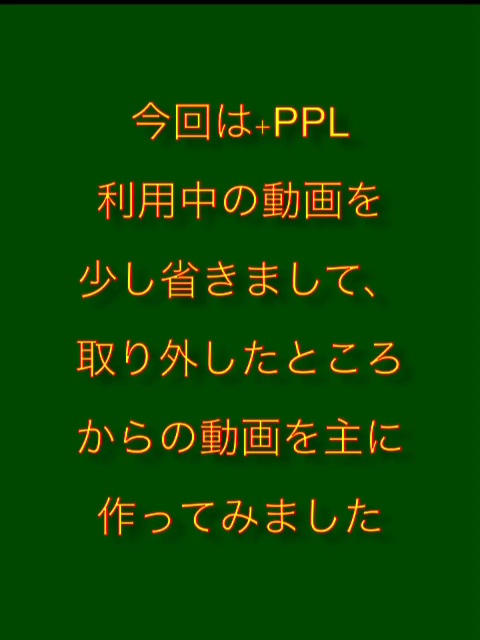 今回は+PPL
利用中の動画を
少し省きまして、
取り外したところ
からの動画を主に
作ってみました